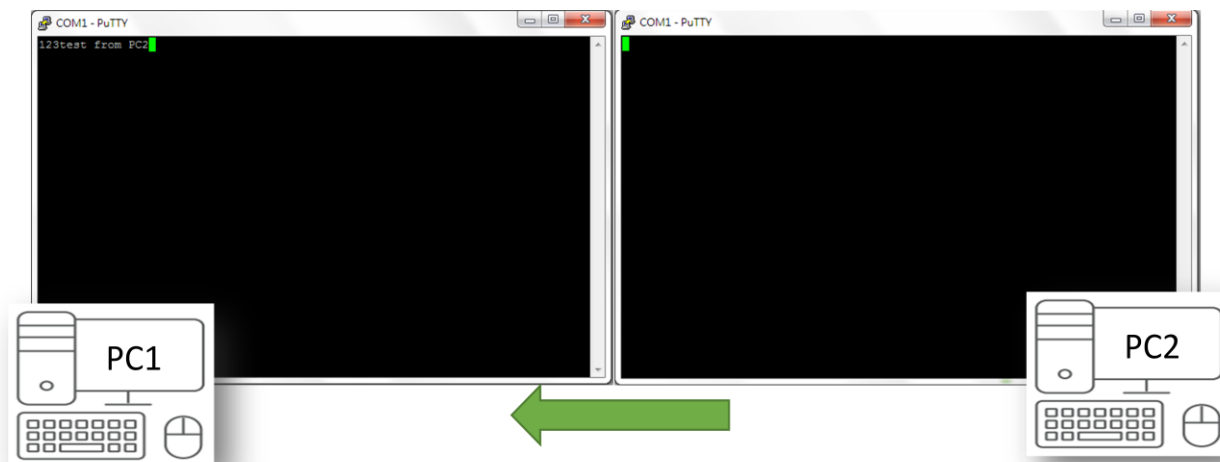 COM1 - PuTTY
123test from PC2
COM1 - PuTTY
PC1
PC2